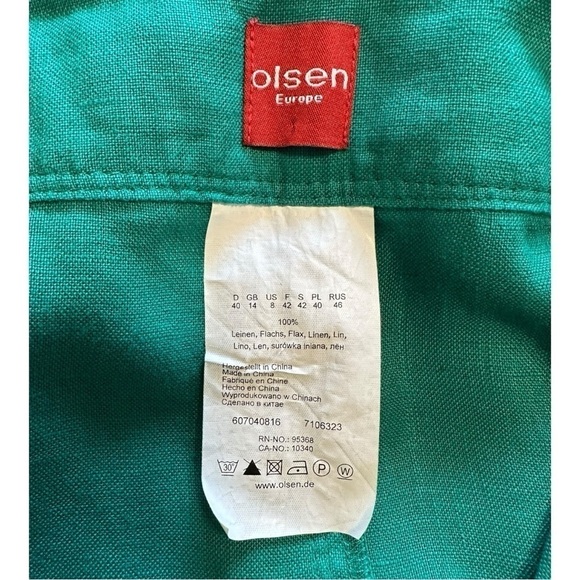 olsen
Europe
D GB US F S PL RUS
40 14 8 42 42 40 46
100%
Leinen, Flachs, Flax, Linen, Lin,
Lino, Len, surówka lniana, лён
Hergestellt in China
Made in China
Fabriqué en Chine
Hecho en China
Wyprodukowano w Chinach
Сделано в китае
607040816 7106323
RN-NO.: 95368
CA-NO.: 10340
30° P W
www.olsen.de